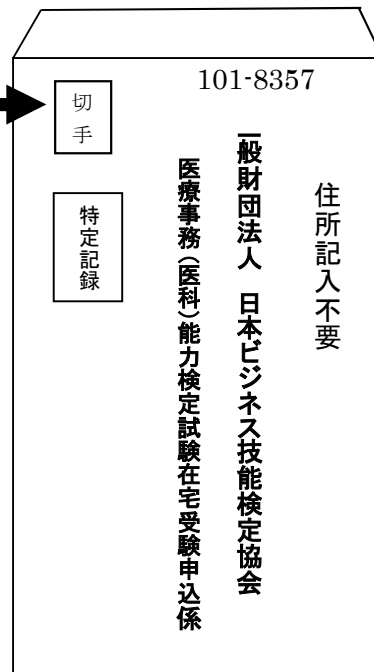 101-8357
切手
住所記入不要
一般財団法人　日本ビジネス技能検定協会
医療事務（医科）能力検定試験在宅受験申込係
特定記録